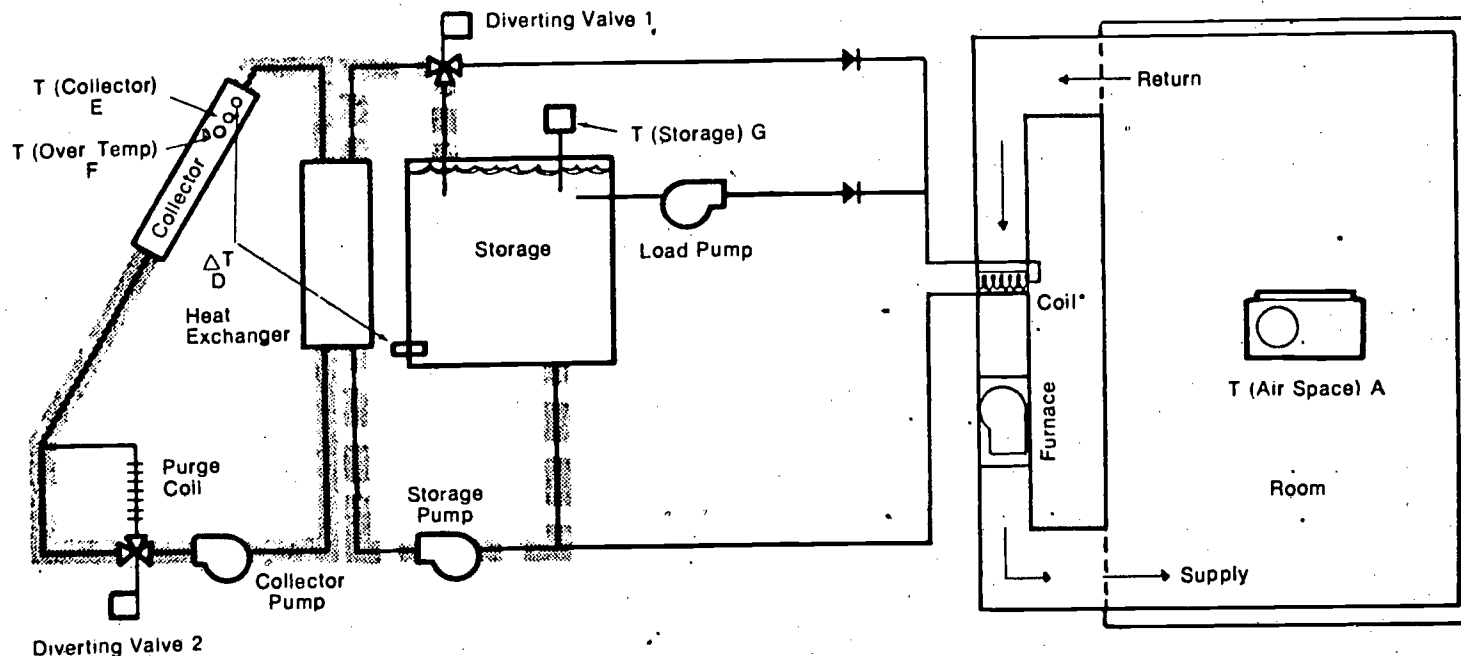 Diverting Valve 1
T (Collector)
E
T (Over Temp)
F
Collector
T (Storage) G
Return
Storage
Load Pump
△T
D
Heat
Exchanger
Coil
T (Air Space) A
Furnace
Purge
Coil
Storage
Pump
Room
Collector
Pump
Supply
Diverting Valve 2